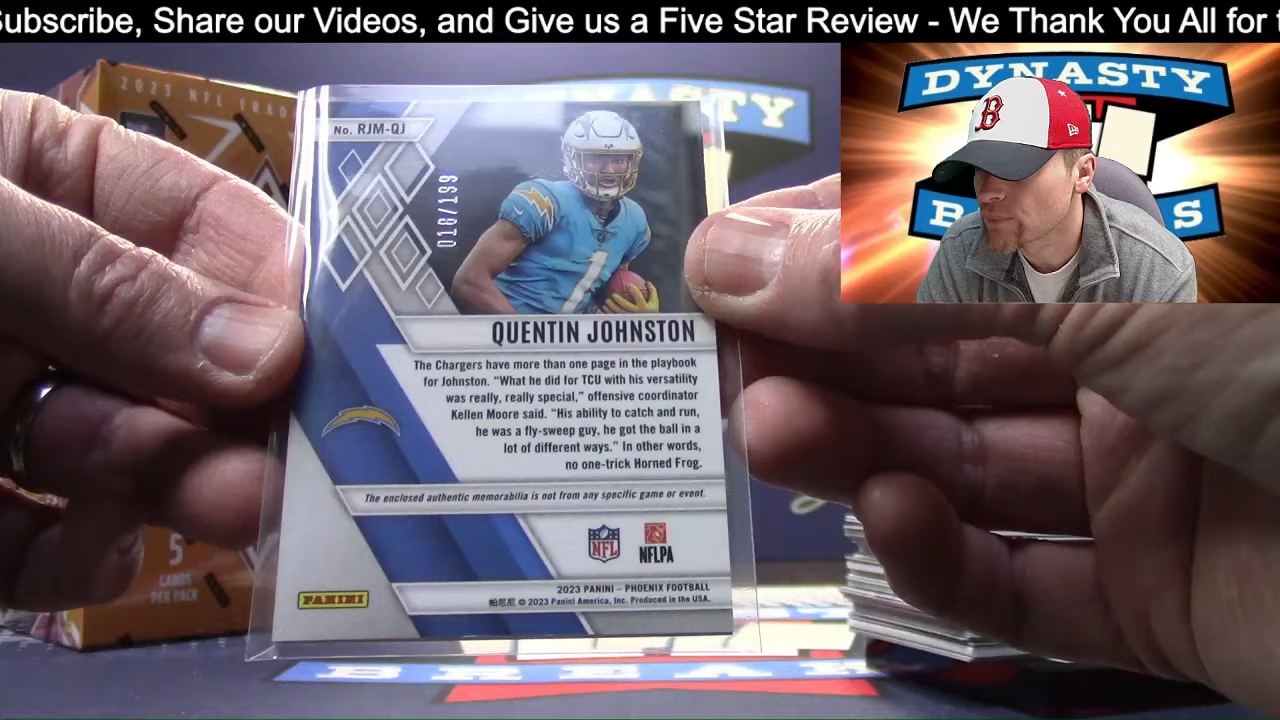 Subscribe, Share our Videos, and Give us a Five Star Review - We Thank You All for
DYNASTY
2023 NFL TRAD
No. RJM-QJ
018/199
1
QUENTIN JOHNSTON
The Chargers have more than one page in the playbook
for Johnston. “What he did for TCU with his versatility
was really, really special,” offensive coordinator
Kellen Moore said. “His ability to catch and run,
he was a fly-sweep guy, he got the ball in a
lot of different ways.” In other words,
no one-trick Horned Frog.
The enclosed authentic memorabilia is not from any specific game or event.
NFL
NFLPA
PANINI
2023 PANINI – PHOENIX FOOTBALL
帕尼尼 © 2023 Panini America, Inc. Produced in the USA.
5
CARDS
PER PACK
BREAK
B